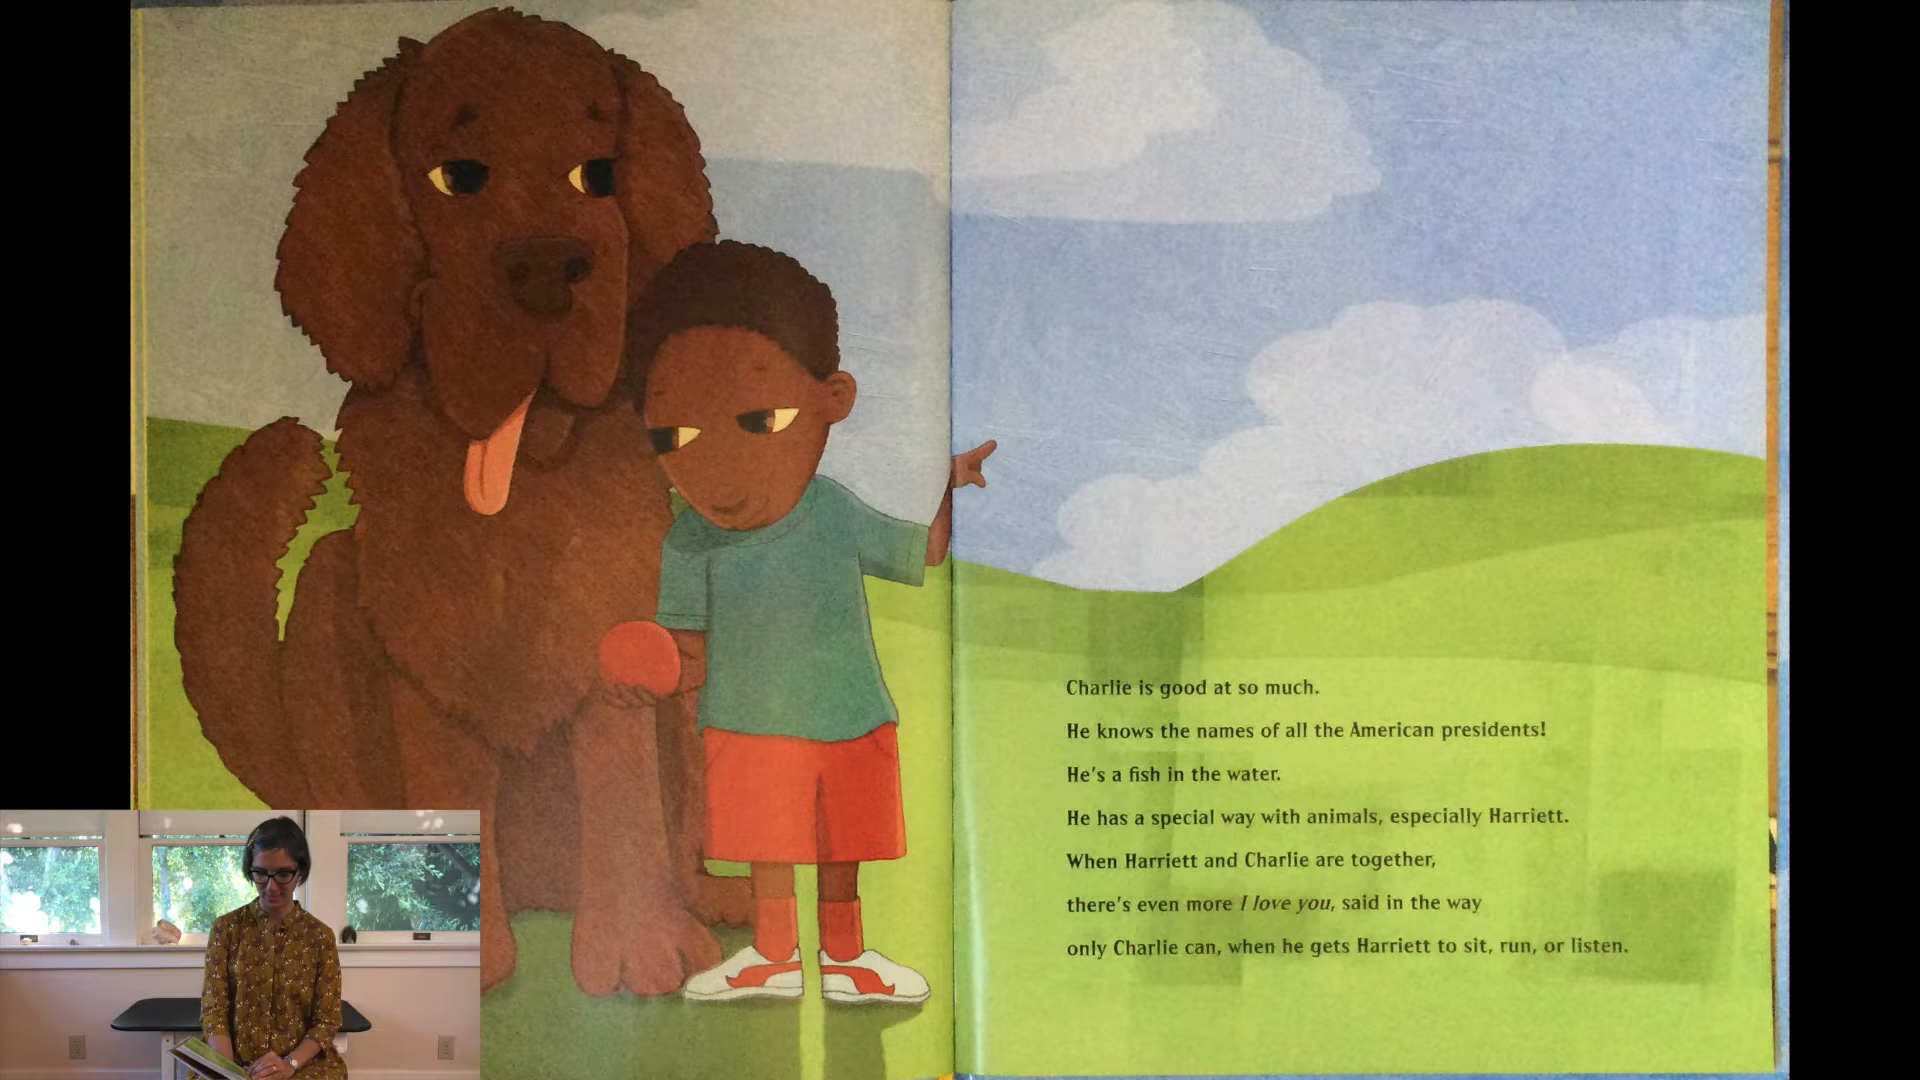 Charlie is good at so much.
He knows the names of all the American presidents!
He's a fish in the water.
He has a special way with animals, especially Harriett.
When Harriett and Charlie are together,
there's even more I love you, said in the way
only Charlie can, when he gets Harriett to sit, run, or listen.